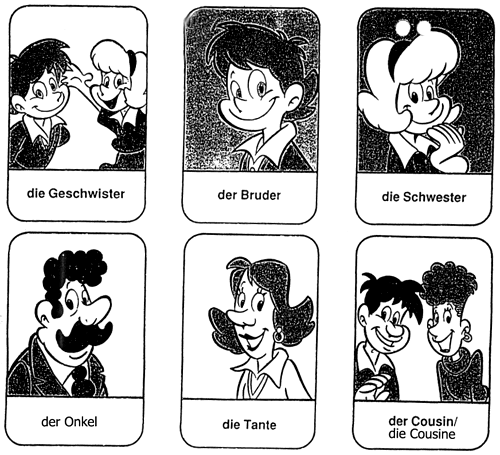 die Geschwister
der Bruder
die Schwester
der Onkel
die Tante
der Cousin/
die Cousine